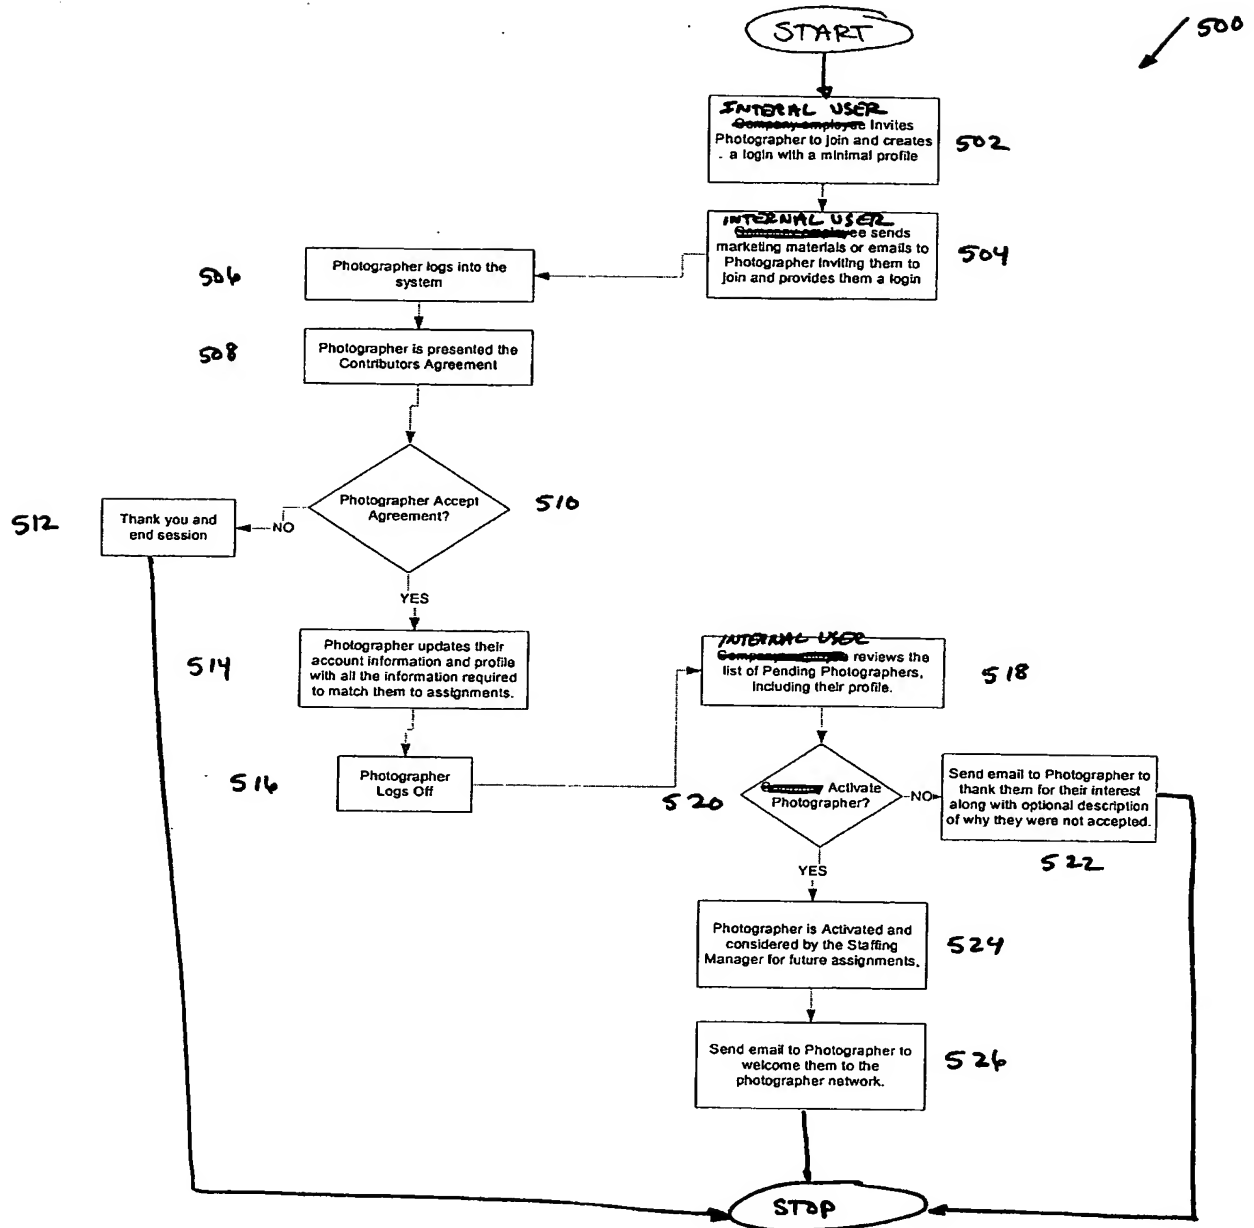 START
500
INTERAL USER
Company employee Invites
Photographer to join and creates
a login with a minimal profile
502
INTERNAL USER
Company employee sends
marketing materials or emails to
Photographer inviting them to
join and provides them a login
504
506
Photographer logs into the
system
508
Photographer is presented the
Contributors Agreement
Photographer Accept
Agreement?
510
512
Thank you and
end session
NO
YES
514
Photographer updates their
account information and profile
with all the information required
to match them to assignments.
INTERNAL USER
reviews the
list of Pending Photographers,
including their profile.
518
516
Photographer
Logs Off
520
Activate
Photographer?
NO
Send email to Photographer to
thank them for their interest
along with optional description
of why they were not accepted.
522
YES
Photographer is Activated and
considered by the Staffing
Manager for future assignments.
524
Send email to Photographer to
welcome them to the
photographer network.
526
STOP